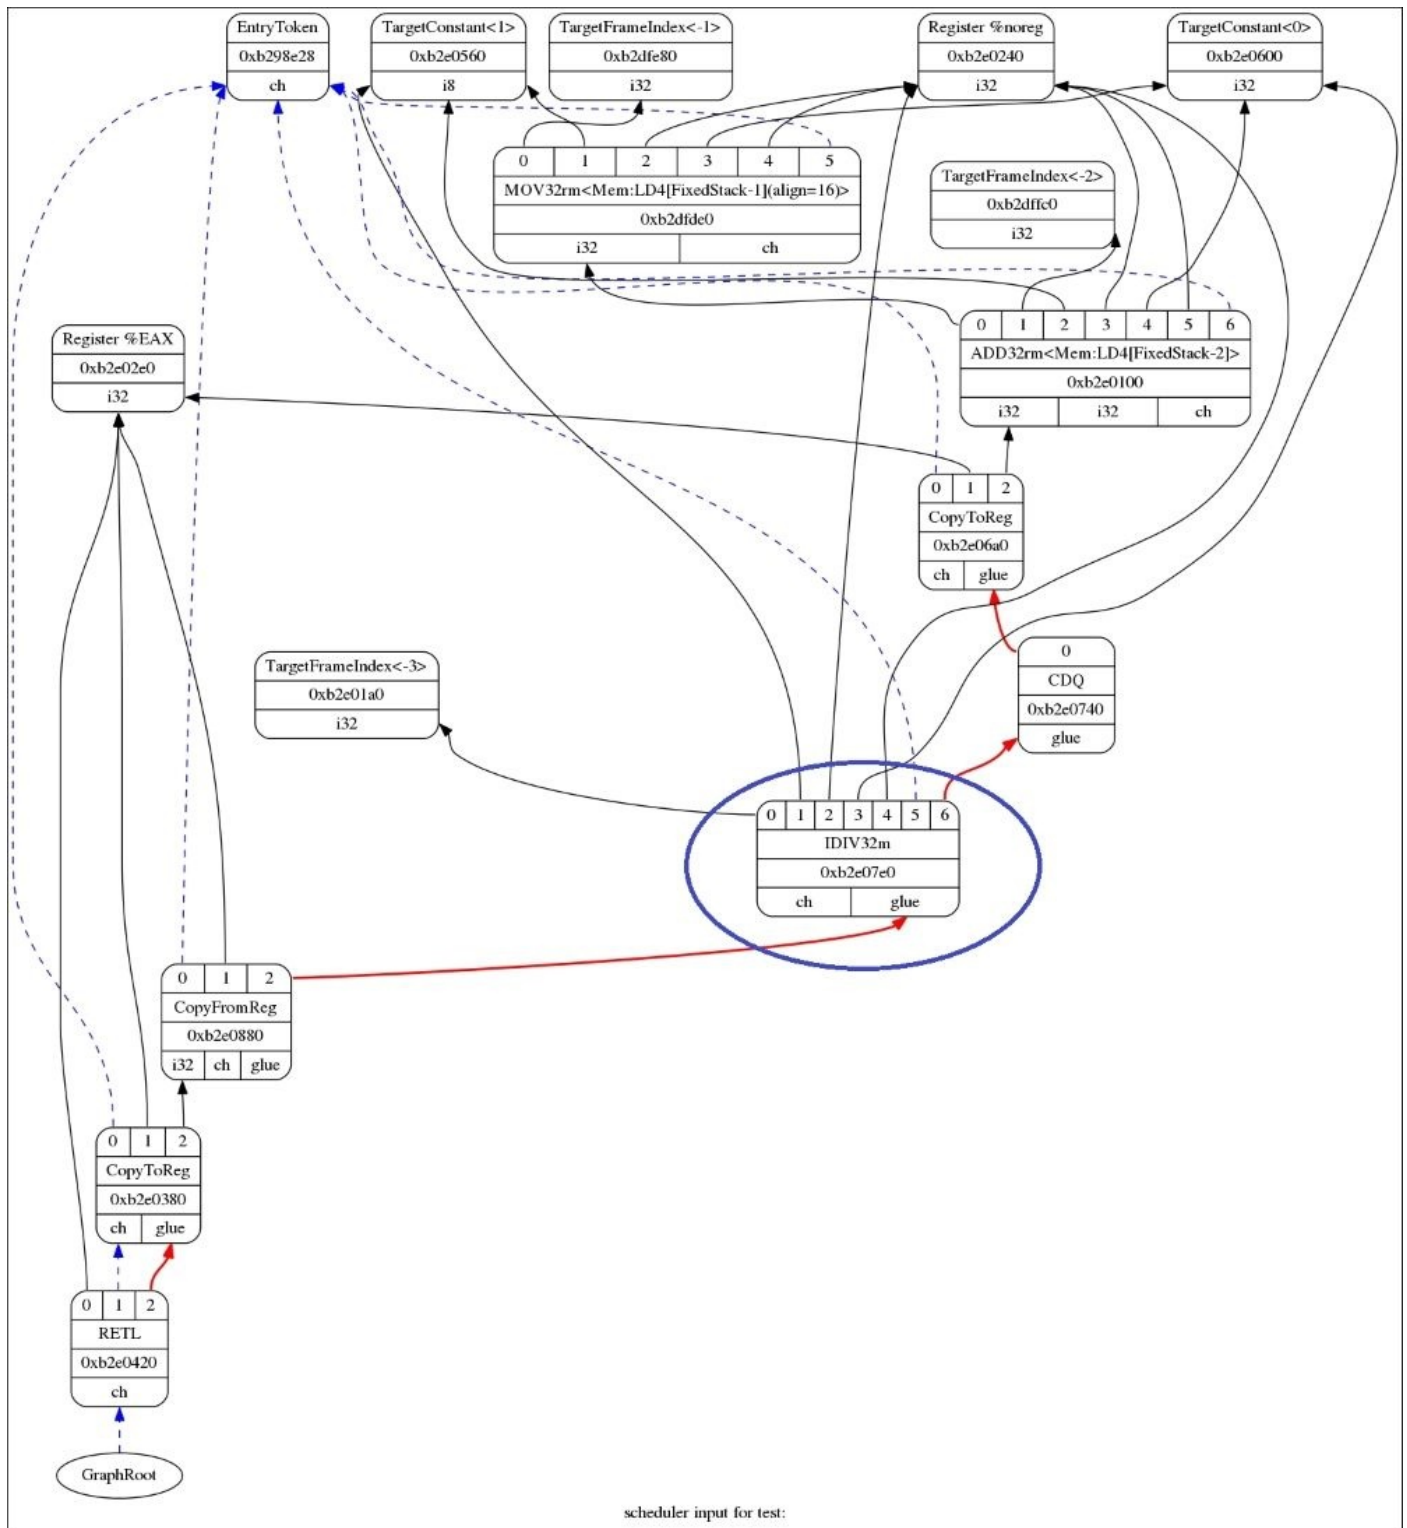 EntryToken
0xb298e28
ch
TargetConstant<1>
0xb2e0560
i8
TargetFrameIndex<-1>
0xb2dfe80
i32
Register %noreg
0xb2e0240
i32
TargetConstant<0>
0xb2e0600
i32
0 1 2 3 4 5
MOV32rm<Mem:LD4[FixedStack-1](align=16)>
0xb2dfde0
i32 ch
TargetFrameIndex<-2>
0xb2dffc0
i32
0 1 2 3 4 5 6
ADD32rm<Mem:LD4[FixedStack-2]>
0xb2e0100
i32 i32 ch
Register %EAX
0xb2e02e0
i32
0 1 2
CopyToReg
0xb2e06a0
ch glue
0
CDQ
0xb2e0740
glue
TargetFrameIndex<-3>
0xb2e01a0
i32
0 1 2 3 4 5 6
IDIV32m
0xb2e07e0
ch glue
0 1 2
CopyFromReg
0xb2e0880
i32 ch glue
0 1 2
CopyToReg
0xb2e0380
ch glue
0 1 2
RETL
0xb2e0420
ch
GraphRoot
scheduler input for test: